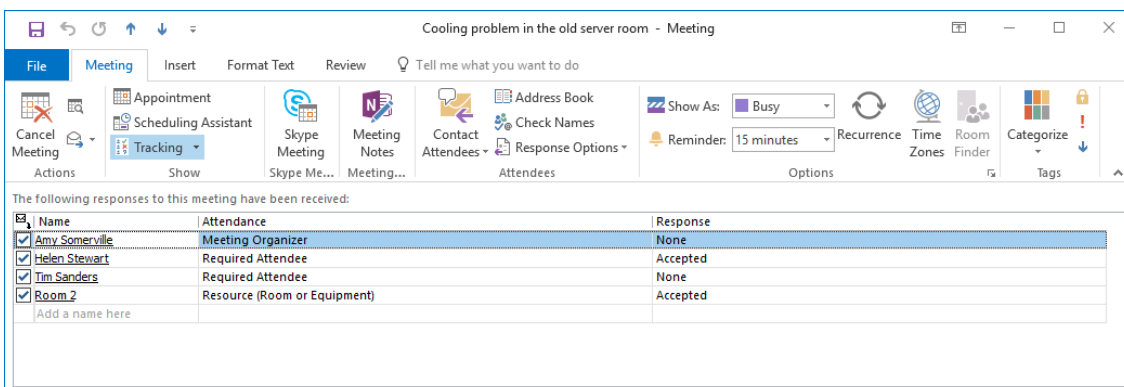 Cooling problem in the old server room - Meeting
File Meeting Insert Format Text Review Tell me what you want to do
Cancel Meeting
Actions
Appointment
Scheduling Assistant
Tracking
Show
Skype Meeting
Skype Me...
Meeting Notes
Meeting...
Contact Attendees
Address Book
Check Names
Response Options
Attendees
Show As: Busy
Reminder: 15 minutes
Recurrence
Time Zones
Room Finder
Options
Categorize
Tags
The following responses to this meeting have been received:
Name Attendance Response
Amy Somerville Meeting Organizer None
Helen Stewart Required Attendee Accepted
Tim Sanders Required Attendee None
Room 2 Resource (Room or Equipment) Accepted
Add a name here